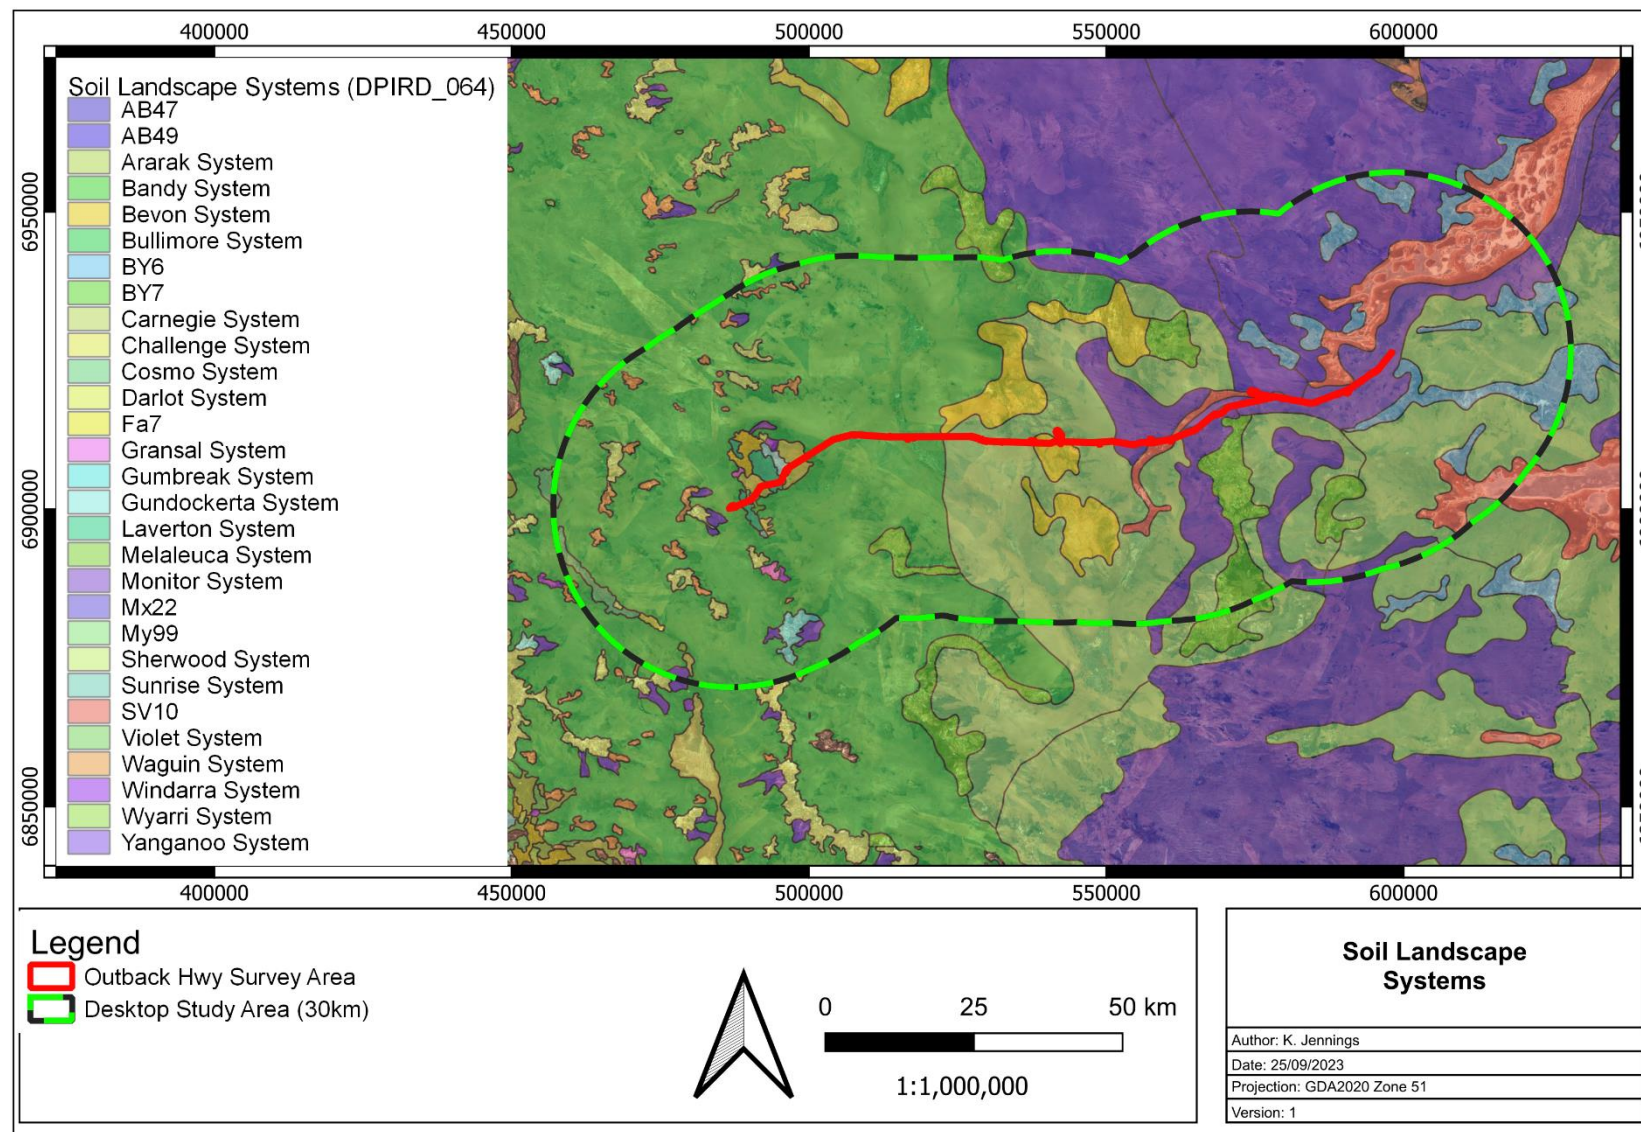 400000 450000 500000 550000 600000
Soil Landscape Systems (DPIRD_064)
AB47
AB49
Ararak System
Bandy System
Bevon System
Bullimore System
BY6
BY7
Carnegie System
Challenge System
Cosmo System
Darlot System
Fa7
Gransal System
Gumbreak System
Gundockerta System
Laverton System
Melaleuca System
Monitor System
Mx22
My99
Sherwood System
Sunrise System
SV10
Violet System
Waguin System
Windarra System
Wyarri System
Yanganoo System
6950000
6900000
6850000
400000 450000 500000 550000 600000
Legend
Outback Hwy Survey Area
Desktop Study Area (30km)
0 25 50 km
1:1,000,000
Soil Landscape
Systems
Author: K. Jennings
Date: 25/09/2023
Projection: GDA2020 Zone 51
Version: 1